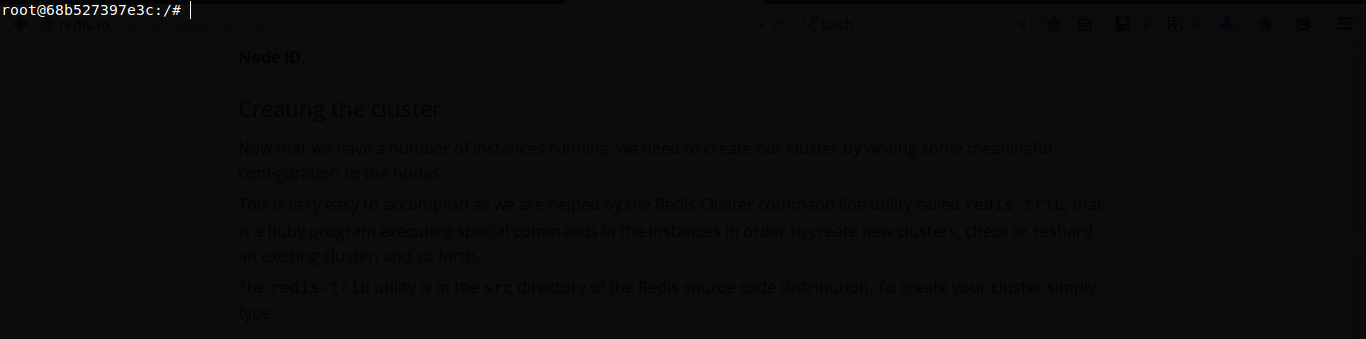 root@68b527397e3c:/#
redis.io/topics/cluster-tutorial
bash
Node ID.
Creating the cluster
Now that we have a number of instances running, we need to create our cluster by writing some meaningful
configuration to the nodes.
This is very easy to accomplish as we are helped by the Redis Cluster command line utility called redis-trib, that
is a Ruby program executing special commands in the instances in order to create new clusters, check or reshard
an existing cluster, and so forth.
The redis-trib utility is in the src directory of the Redis source code distribution. To create your cluster simply
type: